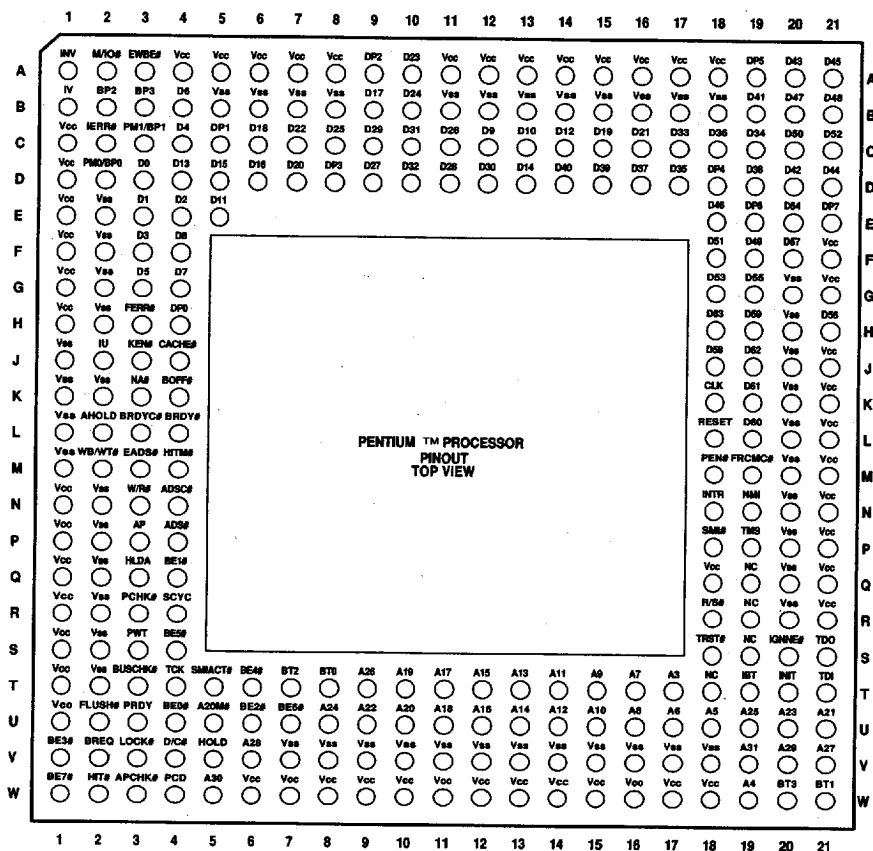 1 2 3 4 5 6 7 8 9 10 11 12 13 14 15 16 17 18 19 20 21
INV M/IO# EWBE# Vcc Vcc Vcc Vcc Vcc DP2 D23 Vcc Vcc Vcc Vcc Vcc Vcc Vcc Vcc DP5 D43 D45
A A
IV BP2 BP3 D6 Vss Vss Vss Vss D17 D24 Vss Vss Vss Vss Vss Vss Vss Vss D41 D47 D48
B B
Vcc IERR# PM1/BP1 D4 DP1 D18 D22 D25 D29 D31 D26 D9 D10 D12 D19 D21 D33 D36 D34 D50 D52
C C
Vcc PM0/BP0 D0 D13 D15 D16 D20 DP3 D27 D32 D28 D30 D14 D40 D39 D37 D35 DP4 D38 D42 D44
D D
Vcc Vss D1 D2 D11 D46 DP6 D54 DP7
E E
Vcc Vss D3 D8 D51 D49 D57 Vcc
F F
Vcc Vss D5 D7 D53 D55 Vss Vcc
G G
Vcc Vss FERR# DP0 D63 D59 Vss D56
H H
Vss IU KEN# CACHE# D58 D62 Vss Vcc
J J
Vss Vss NA# BOFF# CLK D61 Vss Vcc
K K
Vss AHOLD BRDYC# BRDY# RESET D60 Vss Vcc
L L
Vss WB/WT# EADS# HITM# PEN# FRCMC# Vss Vcc
M M
PENTIUM ™ PROCESSOR
PINOUT
TOP VIEW
Vcc Vss W/R# ADSC# INTR NMI Vss Vcc
N N
Vcc Vss AP ADS# SMI# TMS Vss Vcc
P P
Vcc Vss HLDA BE1# Vcc NC Vss Vcc
Q Q
Vcc Vss PCHK# SCYC R/S# NC Vss Vcc
R R
Vcc Vss PWT BE5# TRST# NC IGNNE# TDO
S S
Vcc Vss BUSCHK# TCK SMIACT# BE4# BT2 BT0 A26 A19 A17 A15 A13 A11 A9 A7 A3 NC IBT INIT TDI
T T
Vcc FLUSH# PRDY BE0# A20M# BE2# BE6# A24 A22 A20 A18 A16 A14 A12 A10 A8 A6 A5 A25 A23 A21
U U
BE3# BREQ LOCK# D/C# HOLD A28 Vss Vss Vss Vss Vss Vss Vss Vss Vss Vss Vss Vss A31 A29 A27
V V
BE7# HIT# APCHK# PCD A30 Vcc Vcc Vcc Vcc Vcc Vcc Vcc Vcc Vcc Vcc Vcc Vcc Vcc A4 BT3 BT1
W W
1 2 3 4 5 6 7 8 9 10 11 12 13 14 15 16 17 18 19 20 21